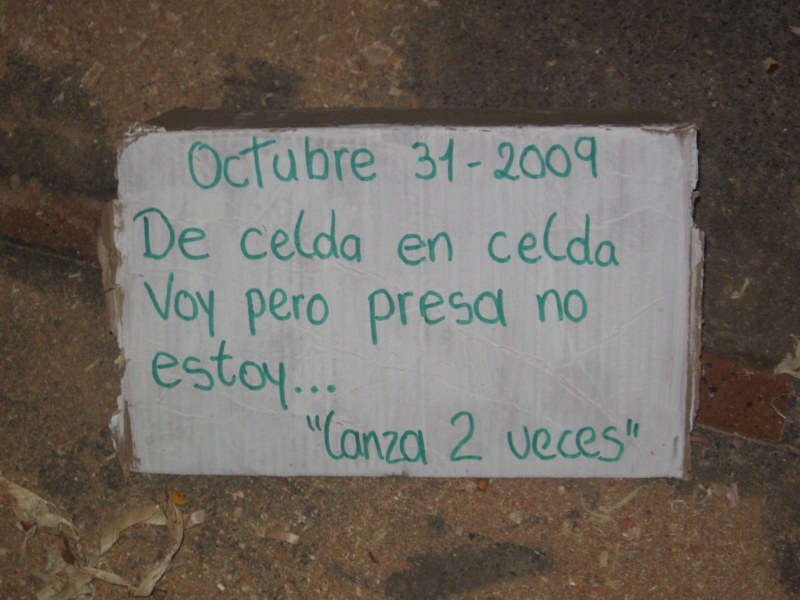 Octubre 31-2009
De celda en celda
Voy pero presa no
estoy...
"Lanza 2 veces"